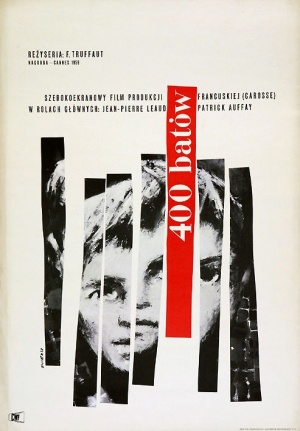 REŻYSERIA: F. TRUFFAUT
NAGRODA - CANNES 1959
SZEROKOEKRANOWY FILM PRODUKCJI FRANCUSKIEJ (CAROSSE)
W ROLACH GŁÓWNYCH: JEAN-PIERRE LEAUD PATRICK AUFFAY
400 batów
CWF